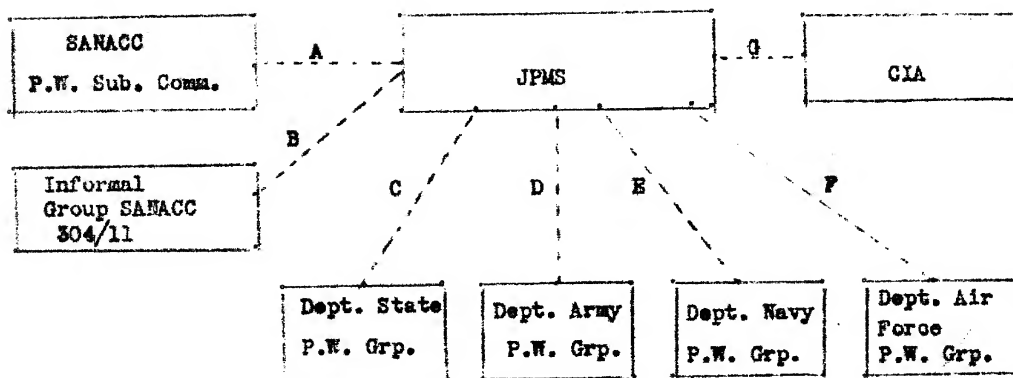 SANACC
P.W. Sub. Comm.
A
JPMS
G
CIA
B
Informal
Group SANACC
304/11
C
D
E
F
Dept. State
P.W. Grp.
Dept. Army
P.W. Grp.
Dept. Navy
P.W. Grp.
Dept. Air
Force
P.W. Grp.